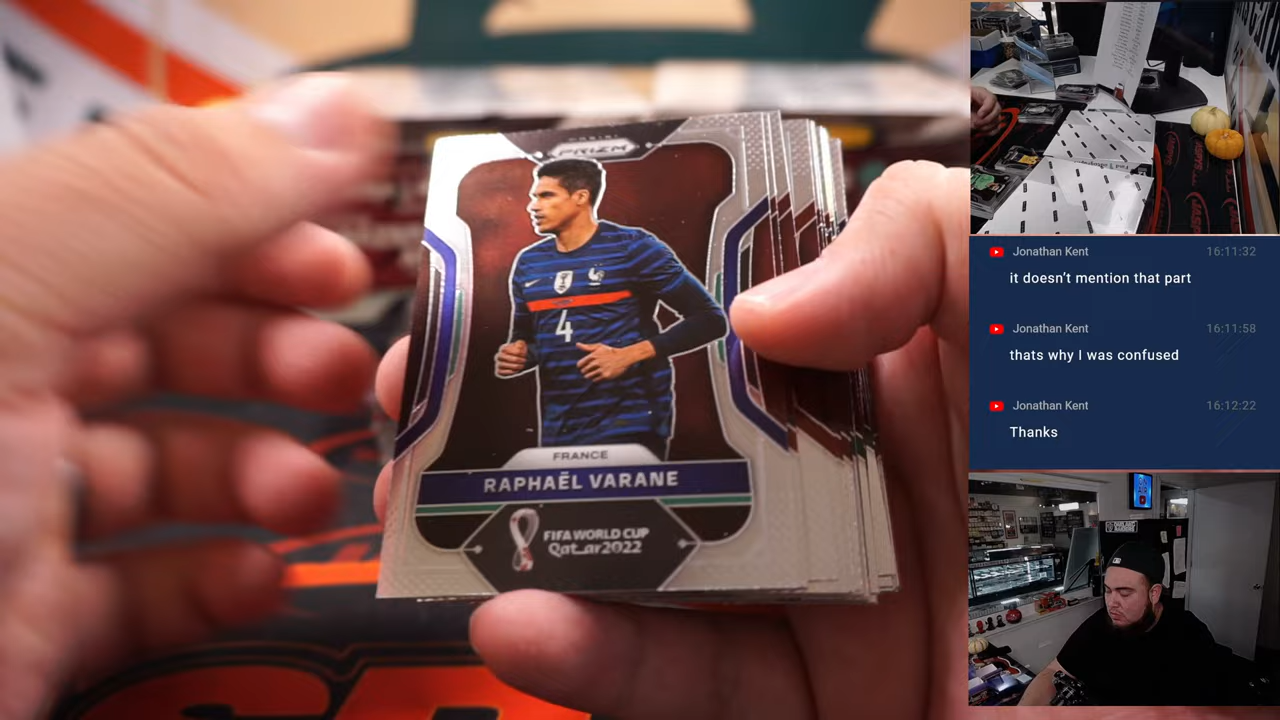 PANINI
PRIZM
4
FRANCE
RAPHAËL VARANE
FIFA WORLD CUP
Qatar2022
Jonathan Kent 16:11:32
it doesn't mention that part
Jonathan Kent 16:11:58
thats why I was confused
Jonathan Kent 16:12:22
Thanks